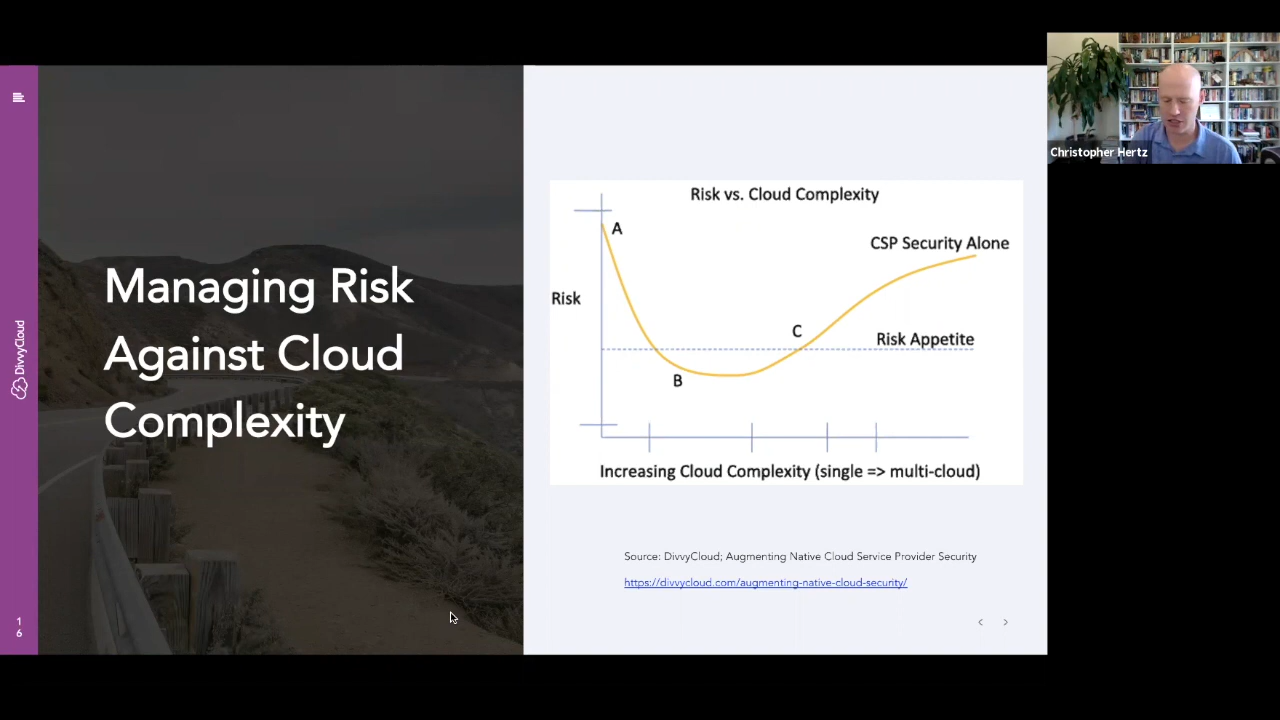 Managing Risk
Against Cloud
Complexity
DivvyCloud
1
6
Risk vs. Cloud Complexity
A
CSP Security Alone
Risk
C
Risk Appetite
B
Increasing Cloud Complexity (single => multi-cloud)
Source: DivvyCloud; Augmenting Native Cloud Service Provider Security
https://divvycloud.com/augmenting-native-cloud-security/
Christopher Hertz